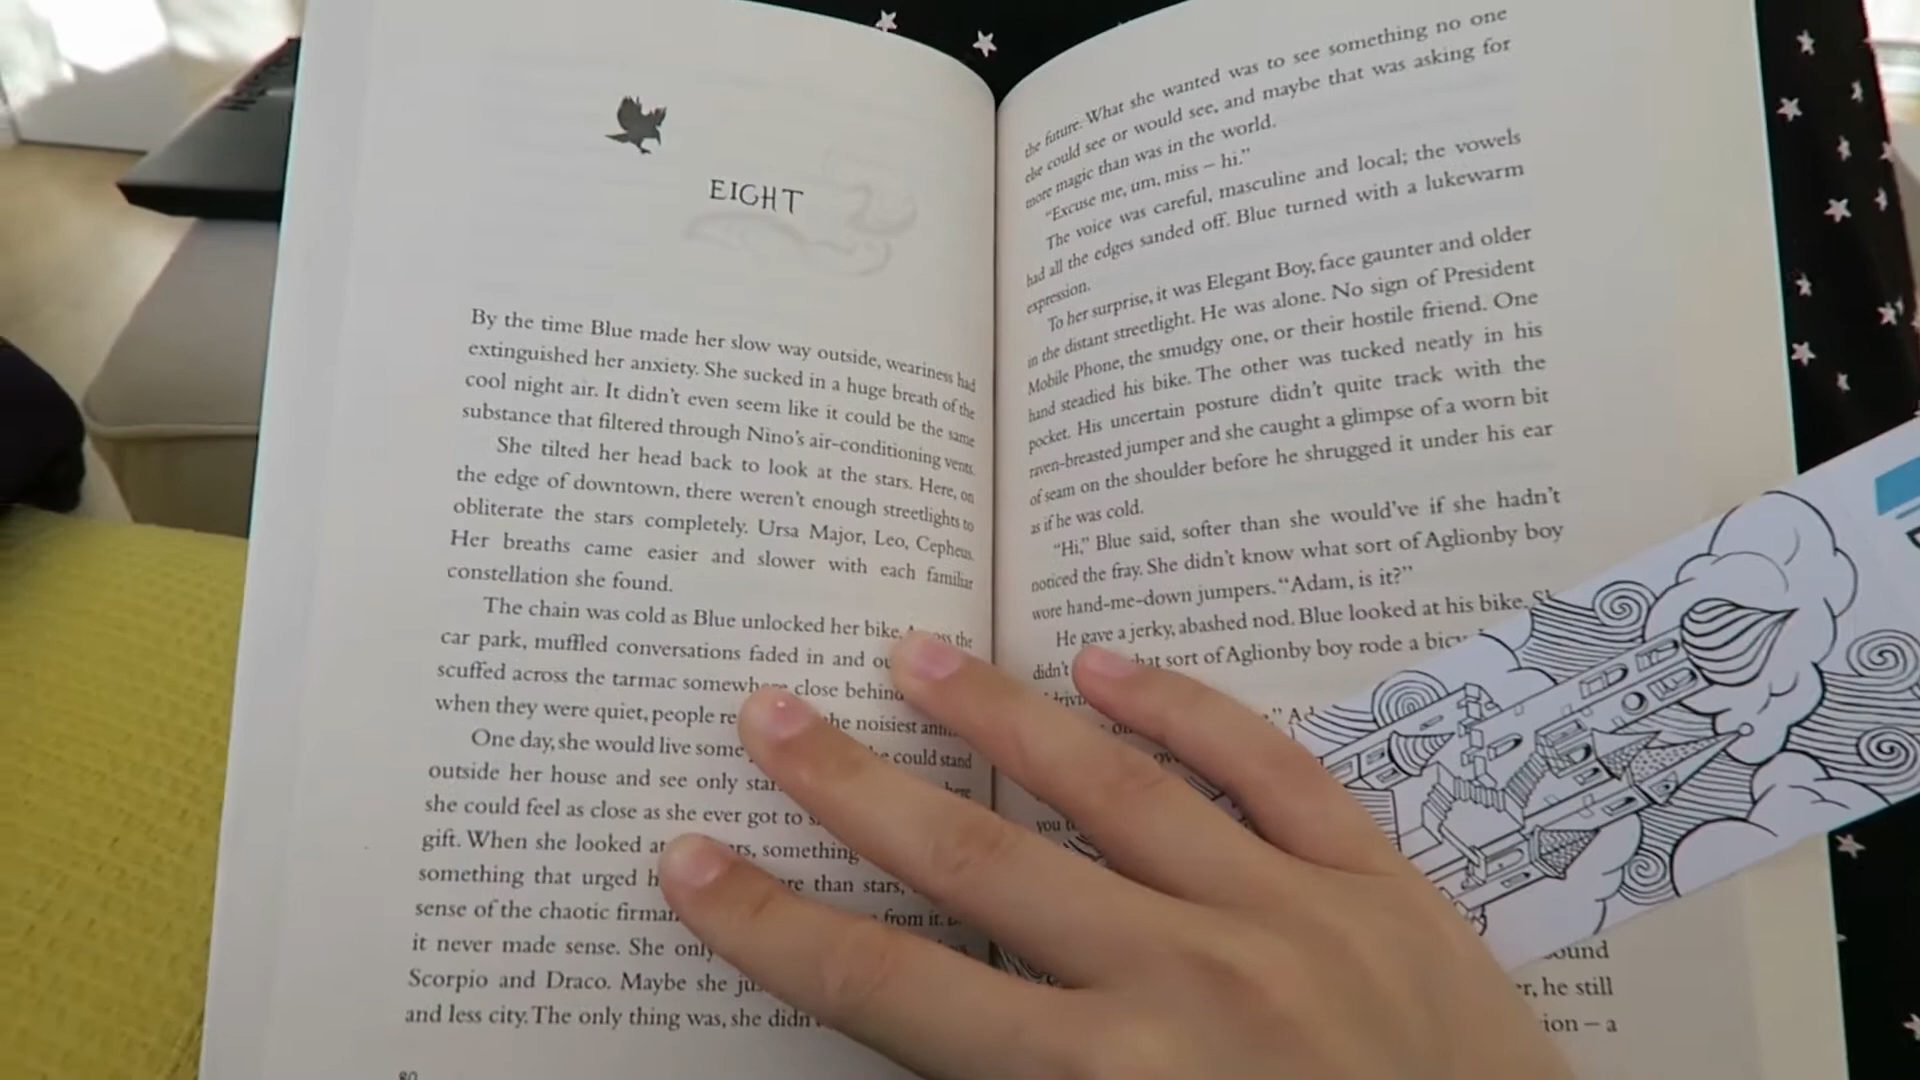 EIGHT
By the time Blue made her slow way outside, weariness had
extinguished her anxiety. She sucked in a huge breath of the
cool night air. It didn't even seem like it could be the same
substance that filtered through Nino's air-conditioning vents.
She tilted her head back to look at the stars. Here, on
the edge of downtown, there weren't enough streetlights to
obliterate the stars completely. Ursa Major, Leo, Cepheus.
Her breaths came easier and slower with each familiar
constellation she found.
The chain was cold as Blue unlocked her bike. the
car park, muffled conversations faded in and
scuffed across the tarmac somewhere close behind
when they were quiet, people the noisiest
One day, she would live could stand
outside her house and see only
she could feel as close as she ever got to
gift. When she looked at something
something that urged than stars,
sense of the chaotic from it.
it never made sense. She only
Scorpio and Draco. Maybe she
and less city. The only thing was, she
80
the future. What she wanted was to see something no one
else could see or would see, and maybe that was asking for
more magic than was in the world.
"Excuse me, um, miss – hi."
The voice was careful, masculine and local; the vowels
had all the edges sanded off. Blue turned with a lukewarm
expression.
To her surprise, it was Elegant Boy, face gaunter and older
in the distant streetlight. He was alone. No sign of President
Mobile Phone, the smudgy one, or their hostile friend. One
hand steadied his bike. The other was tucked neatly in his
pocket. His uncertain posture didn't quite track with the
raven-breasted jumper and she caught a glimpse of a worn bit
of seam on the shoulder before he shrugged it under his ear
as if he was cold.
"Hi," Blue said, softer than she would've if she hadn't
noticed the fray. She didn't know what sort of Aglionby boy
wore hand-me-down jumpers. "Adam, is it?"
He gave a jerky, abashed nod. Blue looked at his bike.
didn't sort of Aglionby boy rode a
you
he still
– a